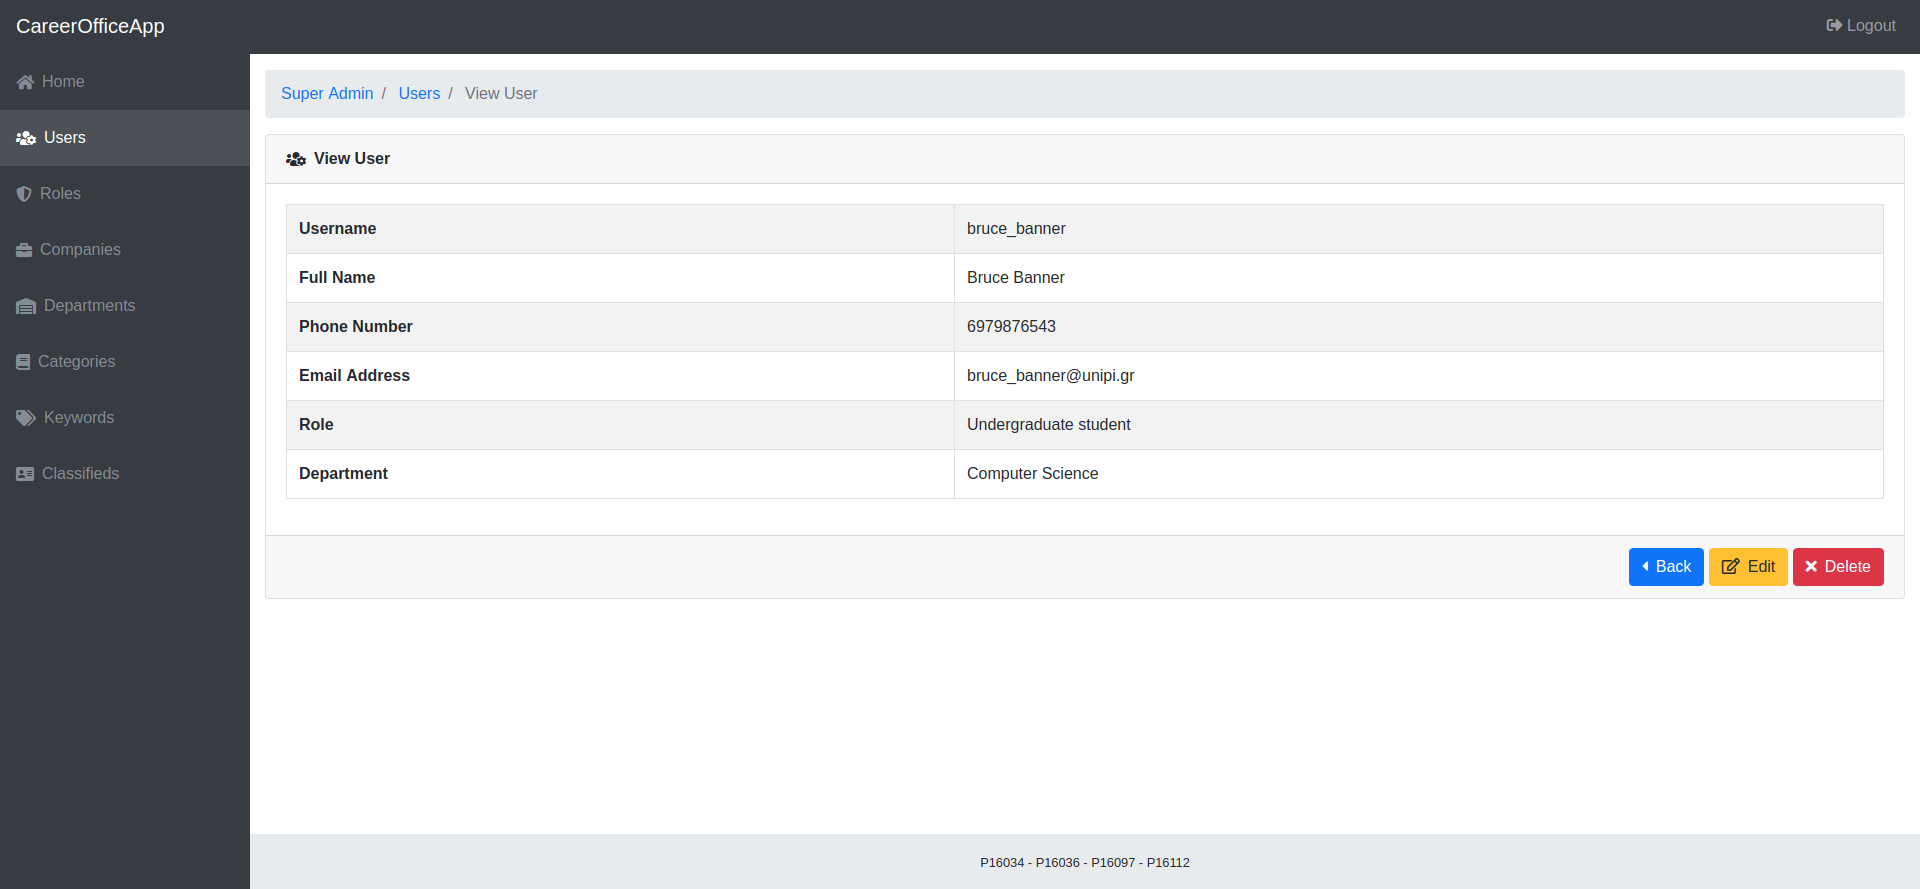 CareerOfficeApp
Logout
Home
Users
Roles
Companies
Departments
Categories
Keywords
Classifieds
Super Admin / Users / View User
View User
Username bruce_banner
Full Name Bruce Banner
Phone Number 6979876543
Email Address bruce_banner@unipi.gr
Role Undergraduate student
Department Computer Science
Back Edit Delete
P16034 - P16036 - P16097 - P16112